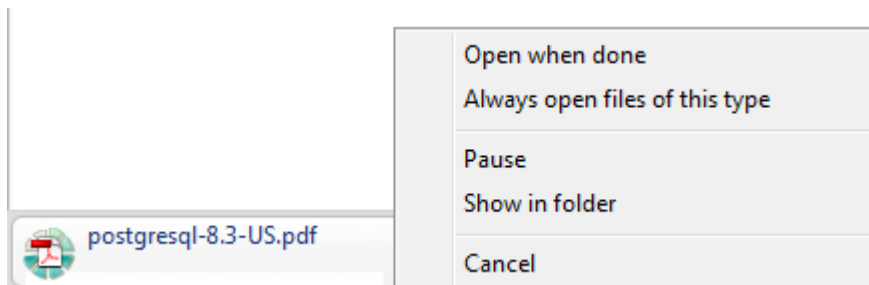 Open when done
Always open files of this type
Pause
Show in folder
postgresql-8.3-US.pdf
Cancel